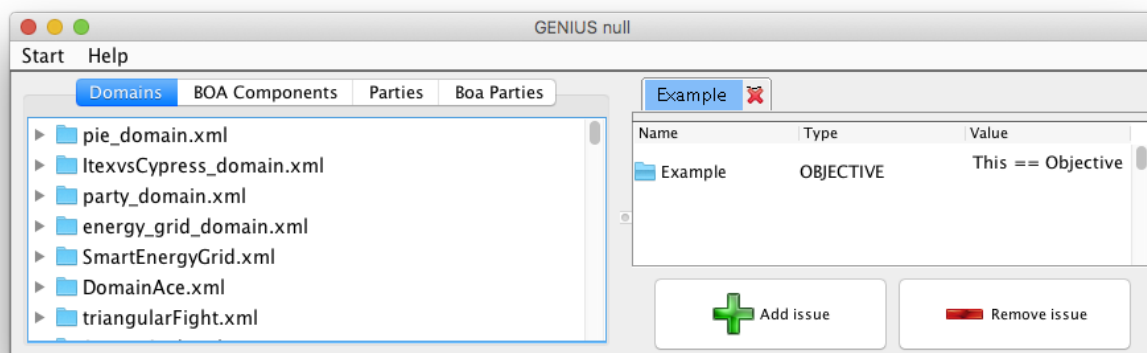 GENIUS null
Start Help
Domains BOA Components Parties Boa Parties
pie_domain.xml
ItexvsCypress_domain.xml
party_domain.xml
energy_grid_domain.xml
SmartEnergyGrid.xml
DomainAce.xml
triangularFight.xml
Example
Name Type Value
Example OBJECTIVE This == Objective
Add issue Remove issue